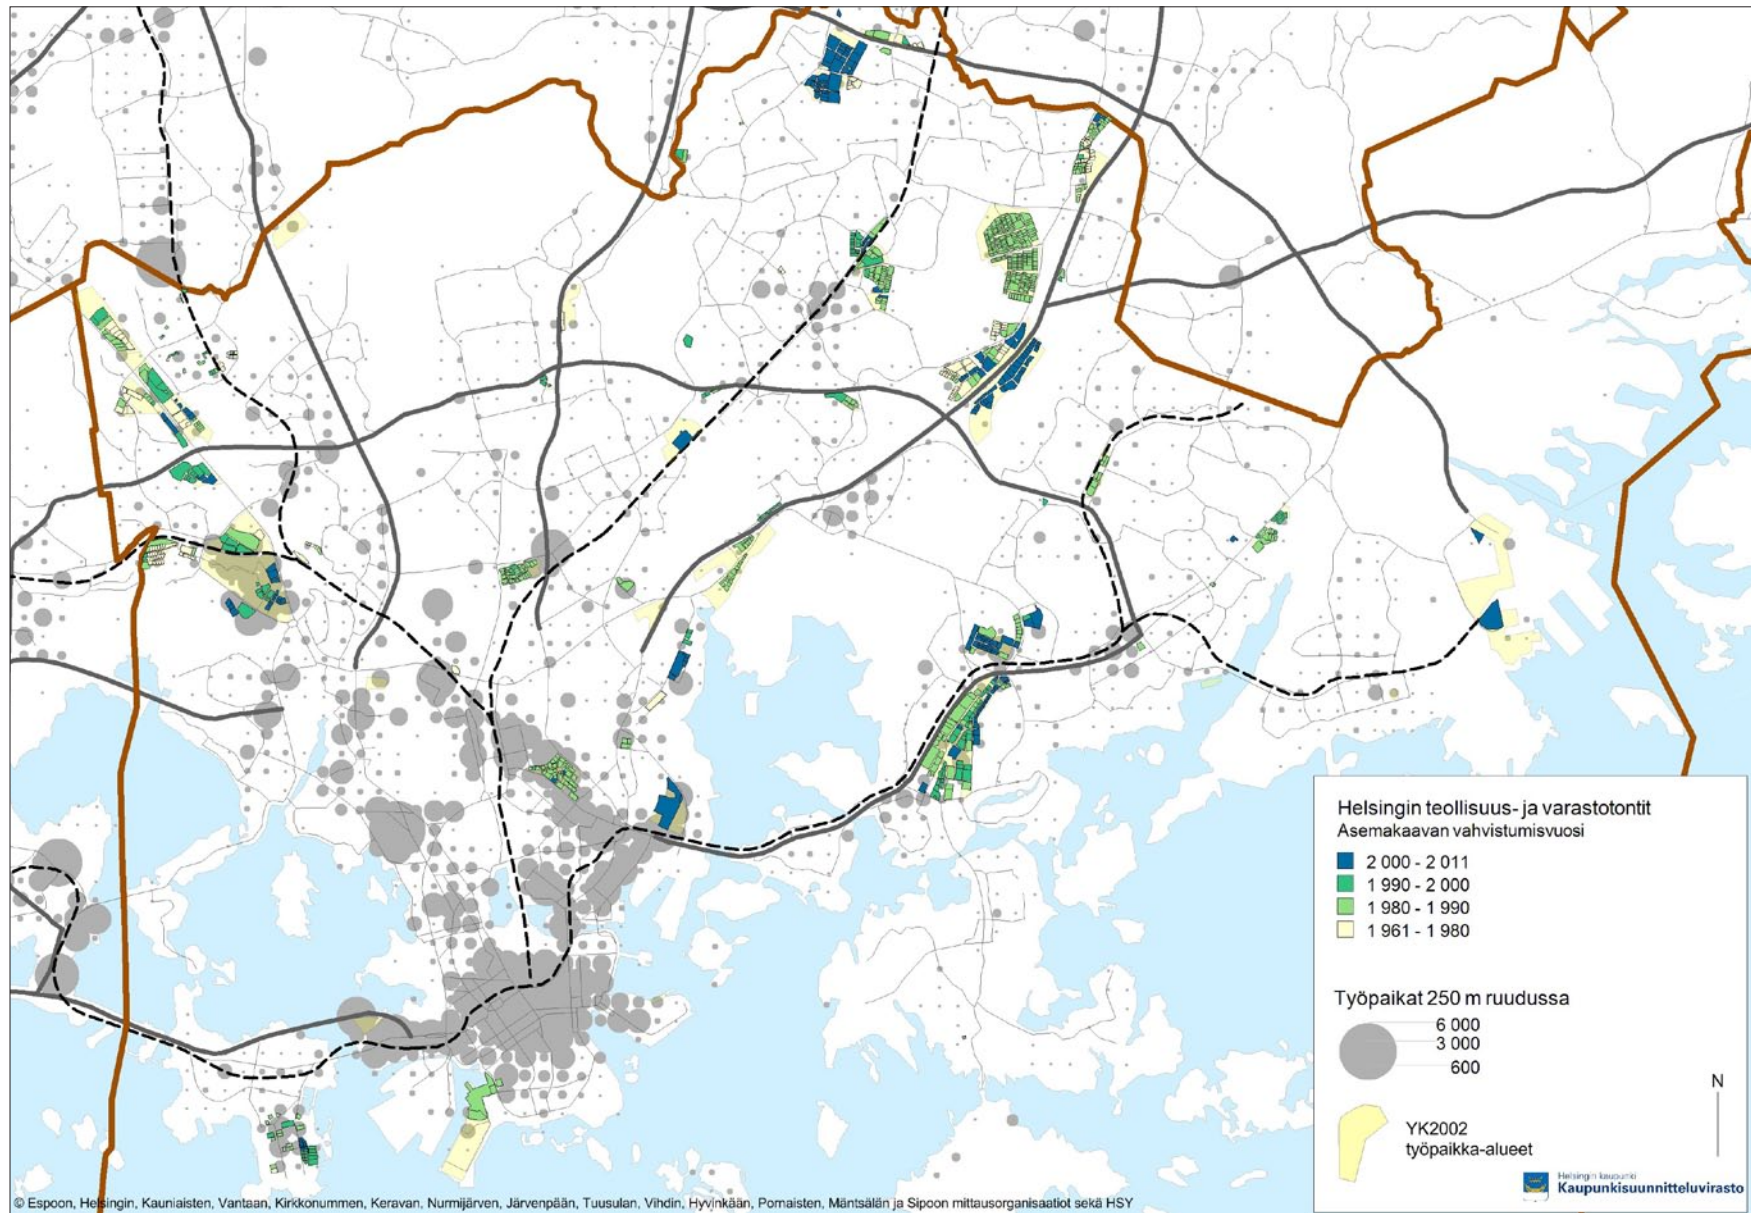 Helsingin teollisuus- ja varastotontit
Asemakaavan vahvistumisvuosi
2 000 - 2 011
1 990 - 2 000
1 980 - 1 990
1 961 - 1 980
Työpaikat 250 m ruudussa
6 000
3 000
600
N
YK2002
työpaikka-alueet
Helsingin kaupunki
Kaupunkisuunnitteluvirasto
© Espoon, Helsingin, Kauniaisten, Vantaan, Kirkkonummen, Keravan, Nurmijärven, Järvenpään, Tuusulan, Vihdin, Hyvinkään, Pornaisten, Mäntsälän ja Sipoon mittausorganisaatiot sekä HSY